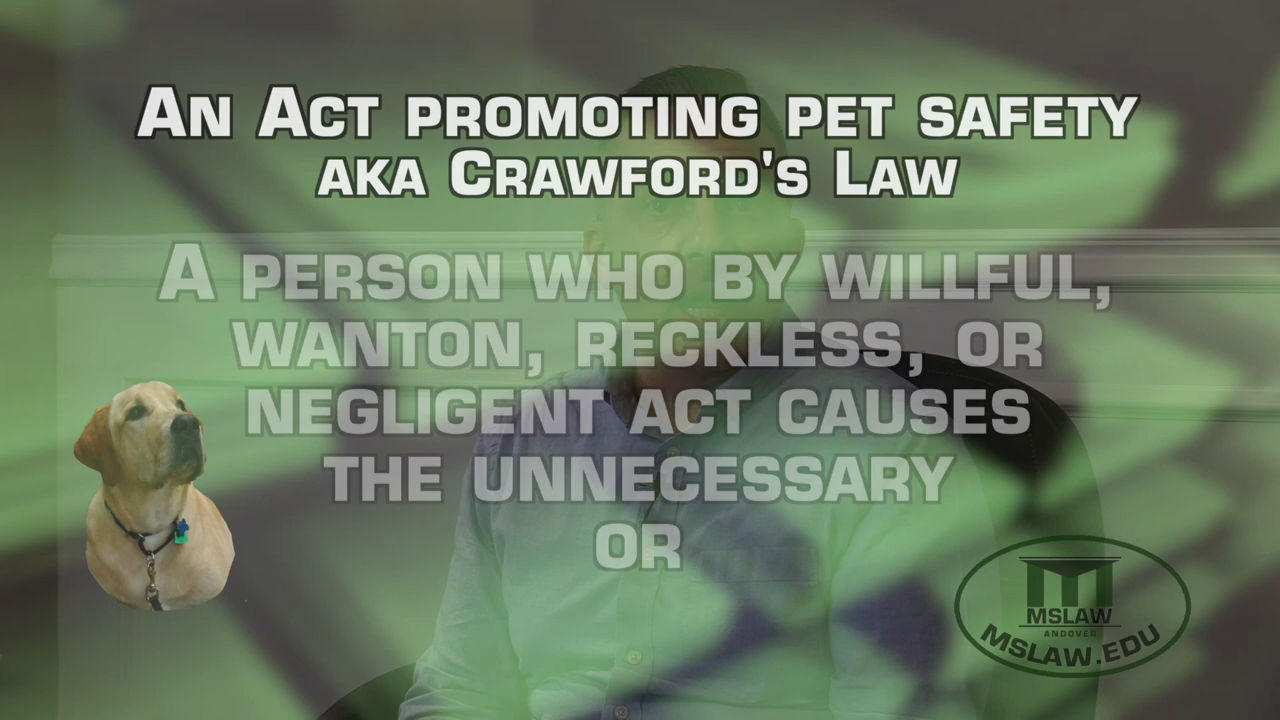 An Act promoting pet safety
aka Crawford's Law
A person who by willful,
wanton, reckless, or
negligent act causes
the unnecessary
or
MSLAW
ANDOVER
MSLAW.EDU